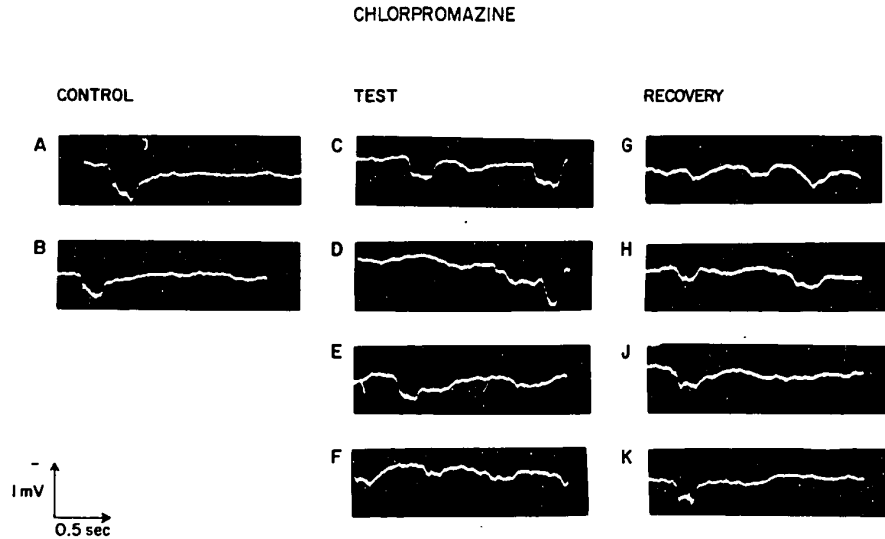 CHLORPROMAZINE
CONTROL
TEST
RECOVERY
A
C
G
B
D
H
E
J
F
K
−
1 mV
0.5 sec